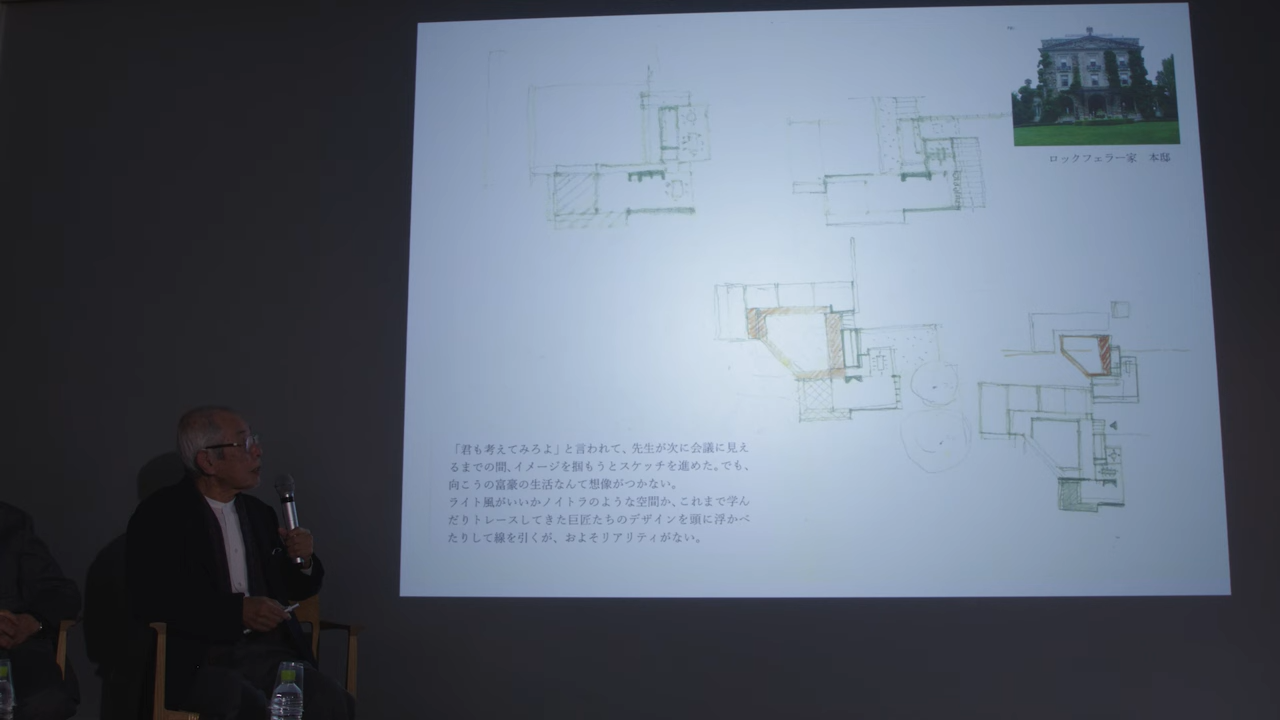 ロックフェラー家　本邸
「君も考えてみろよ」と言われて、先生が次に会議に見え
るまでの間、イメージを掴もうとスケッチを進めた。でも、
向こうの富豪の生活なんて想像がつかない。
ライト風がいいかノイトラのような空間か、これまで学ん
だりトレースしてきた巨匠たちのデザインを頭に浮かべ
たりして線を引くが、およそリアリティがない。